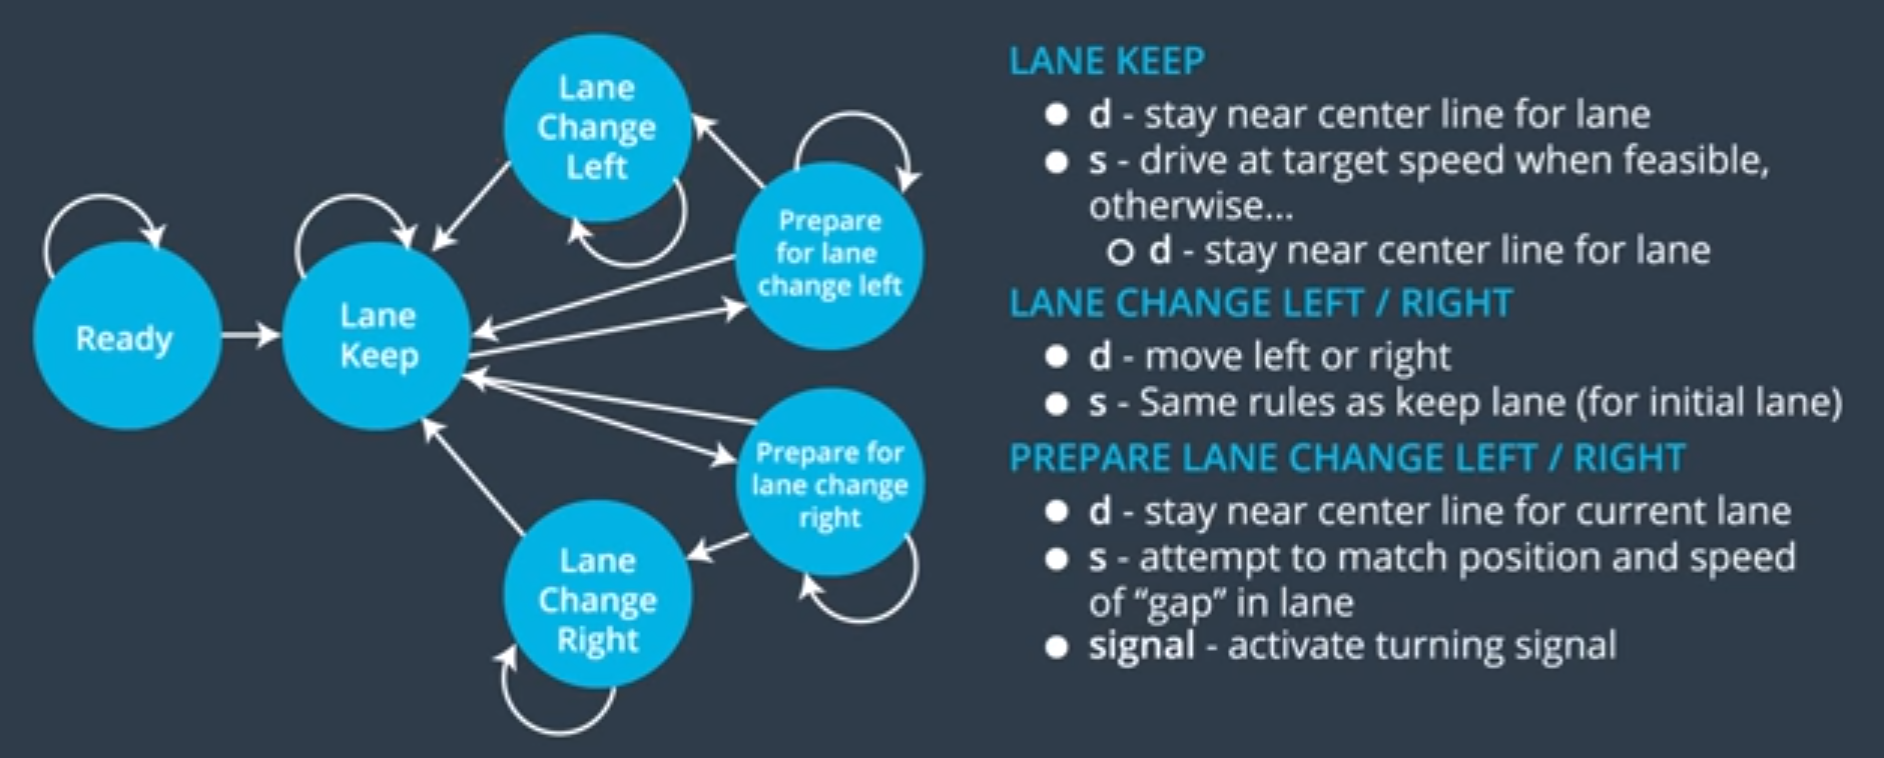 Lane
Change
Left
Prepare
for lane
change left
Ready
Lane
Keep
Prepare for
lane change
right
Lane
Change
Right
LANE KEEP
d - stay near center line for lane
s - drive at target speed when feasible,
otherwise...
d - stay near center line for lane
LANE CHANGE LEFT / RIGHT
d - move left or right
s - Same rules as keep lane (for initial lane)
PREPARE LANE CHANGE LEFT / RIGHT
d - stay near center line for current lane
s - attempt to match position and speed
of “gap” in lane
signal - activate turning signal